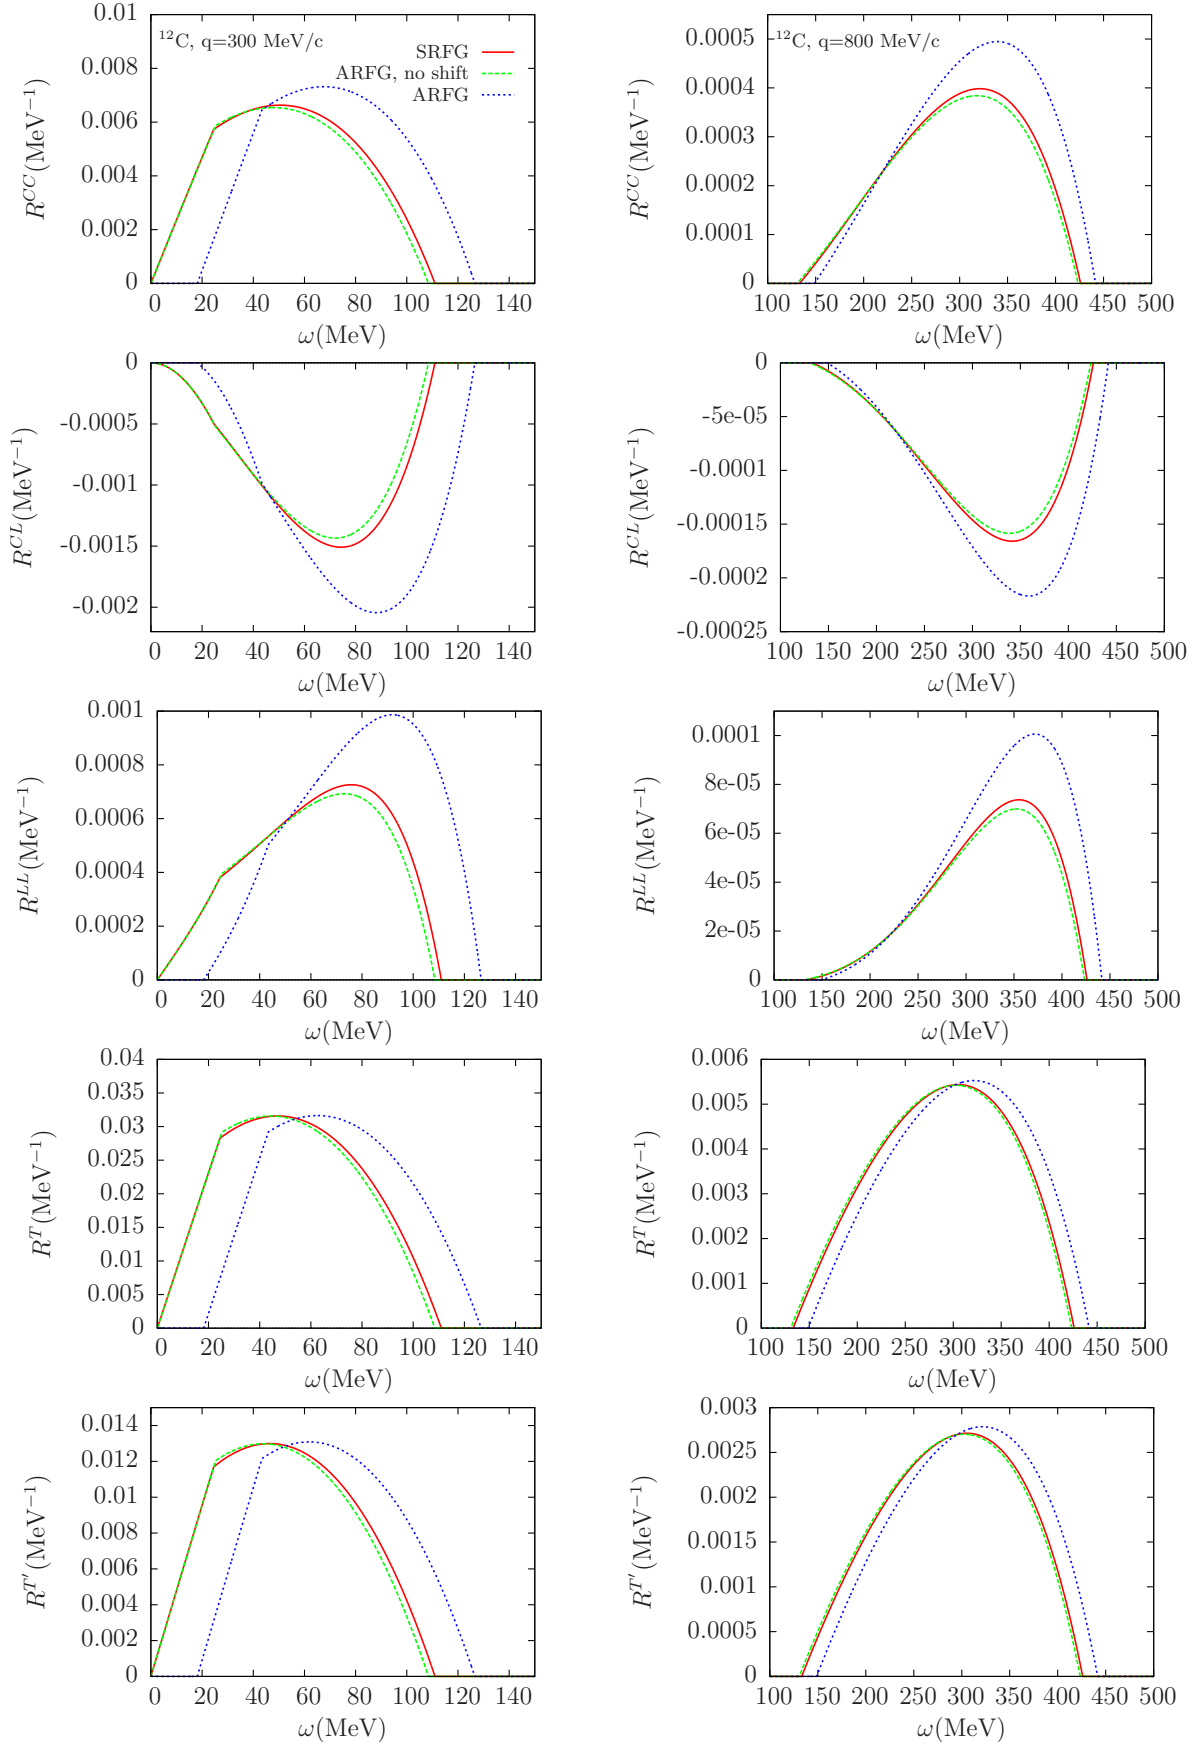 0.01
0.008
0.006
0.004
0.002
0
R^{CC}(MeV^{−1})
^{12}C, q=300 MeV/c
SRFG
ARFG, no shift
ARFG
0 20 40 60 80 100 120 140
ω(MeV)
0.0005
0.0004
0.0003
0.0002
0.0001
0
R^{CC}(MeV^{−1})
^{12}C, q=800 MeV/c
100 150 200 250 300 350 400 450 500
ω(MeV)
0
-0.0005
-0.001
-0.0015
-0.002
R^{CL}(MeV^{−1})
0 20 40 60 80 100 120 140
ω(MeV)
0
-5e-05
-0.0001
-0.00015
-0.0002
-0.00025
R^{CL}(MeV^{−1})
100 150 200 250 300 350 400 450 500
ω(MeV)
0.001
0.0008
0.0006
0.0004
0.0002
0
R^{LL}(MeV^{−1})
0 20 40 60 80 100 120 140
ω(MeV)
0.0001
8e-05
6e-05
4e-05
2e-05
0
R^{LL}(MeV^{−1})
100 150 200 250 300 350 400 450 500
ω(MeV)
0.04
0.035
0.03
0.025
0.02
0.015
0.01
0.005
0
R^{T}(MeV^{−1})
0 20 40 60 80 100 120 140
ω(MeV)
0.006
0.005
0.004
0.003
0.002
0.001
0
R^{T}(MeV^{−1})
100 150 200 250 300 350 400 450 500
ω(MeV)
0.014
0.012
0.01
0.008
0.006
0.004
0.002
0
R^{T′}(MeV^{−1})
0 20 40 60 80 100 120 140
ω(MeV)
0.003
0.0025
0.002
0.0015
0.001
0.0005
0
R^{T′}(MeV^{−1})
100 150 200 250 300 350 400 450 500
ω(MeV)